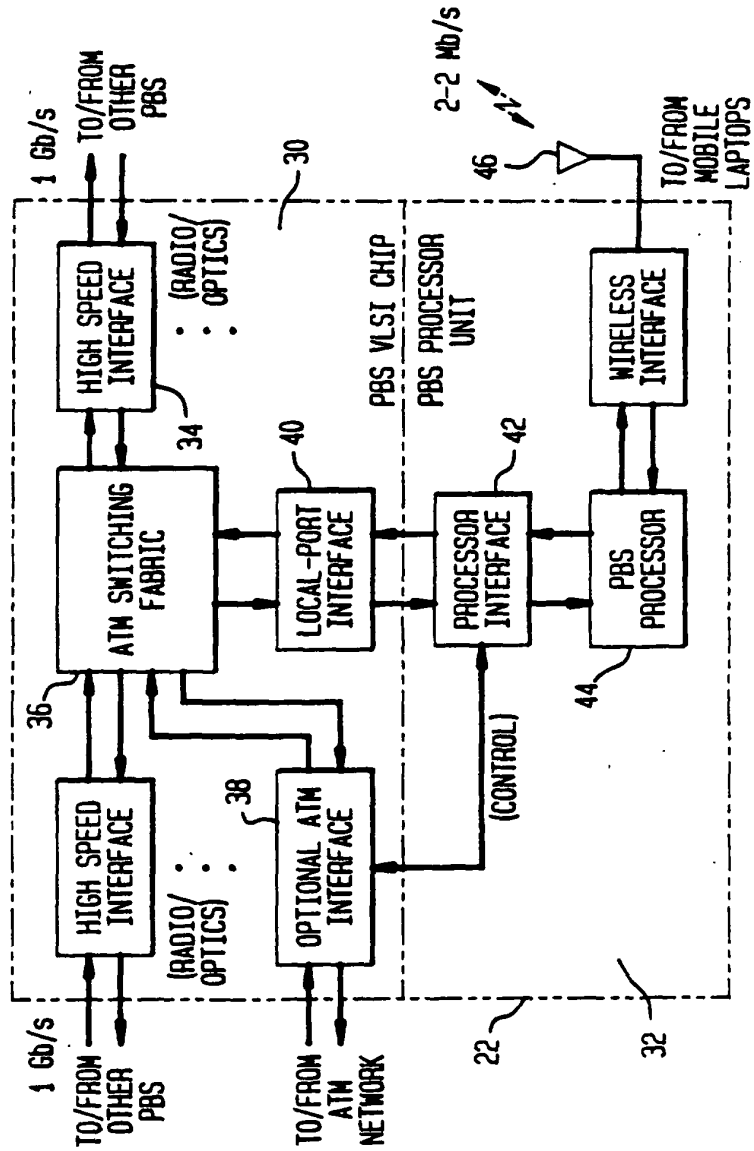 1 Gb/s
TO/FROM
OTHER
PBS
HIGH SPEED
INTERFACE
(RADIO/
OPTICS)
36
ATM SWITCHING
FABRIC
34
HIGH SPEED
INTERFACE
(RADIO/
OPTICS)
30
1 Gb/s
TO/FROM
OTHER
PBS
TO/FROM
ATM
NETWORK
38
OPTIONAL ATM
INTERFACE
40
LOCAL-PORT
INTERFACE
PBS VLSI CHIP
PBS PROCESSOR
UNIT
(CONTROL)
42
PROCESSOR
INTERFACE
44
PBS
PROCESSOR
WIRELESS
INTERFACE
46
2-2 Mb/s
TO/FROM
MOBILE
LAPTOPS
22
32